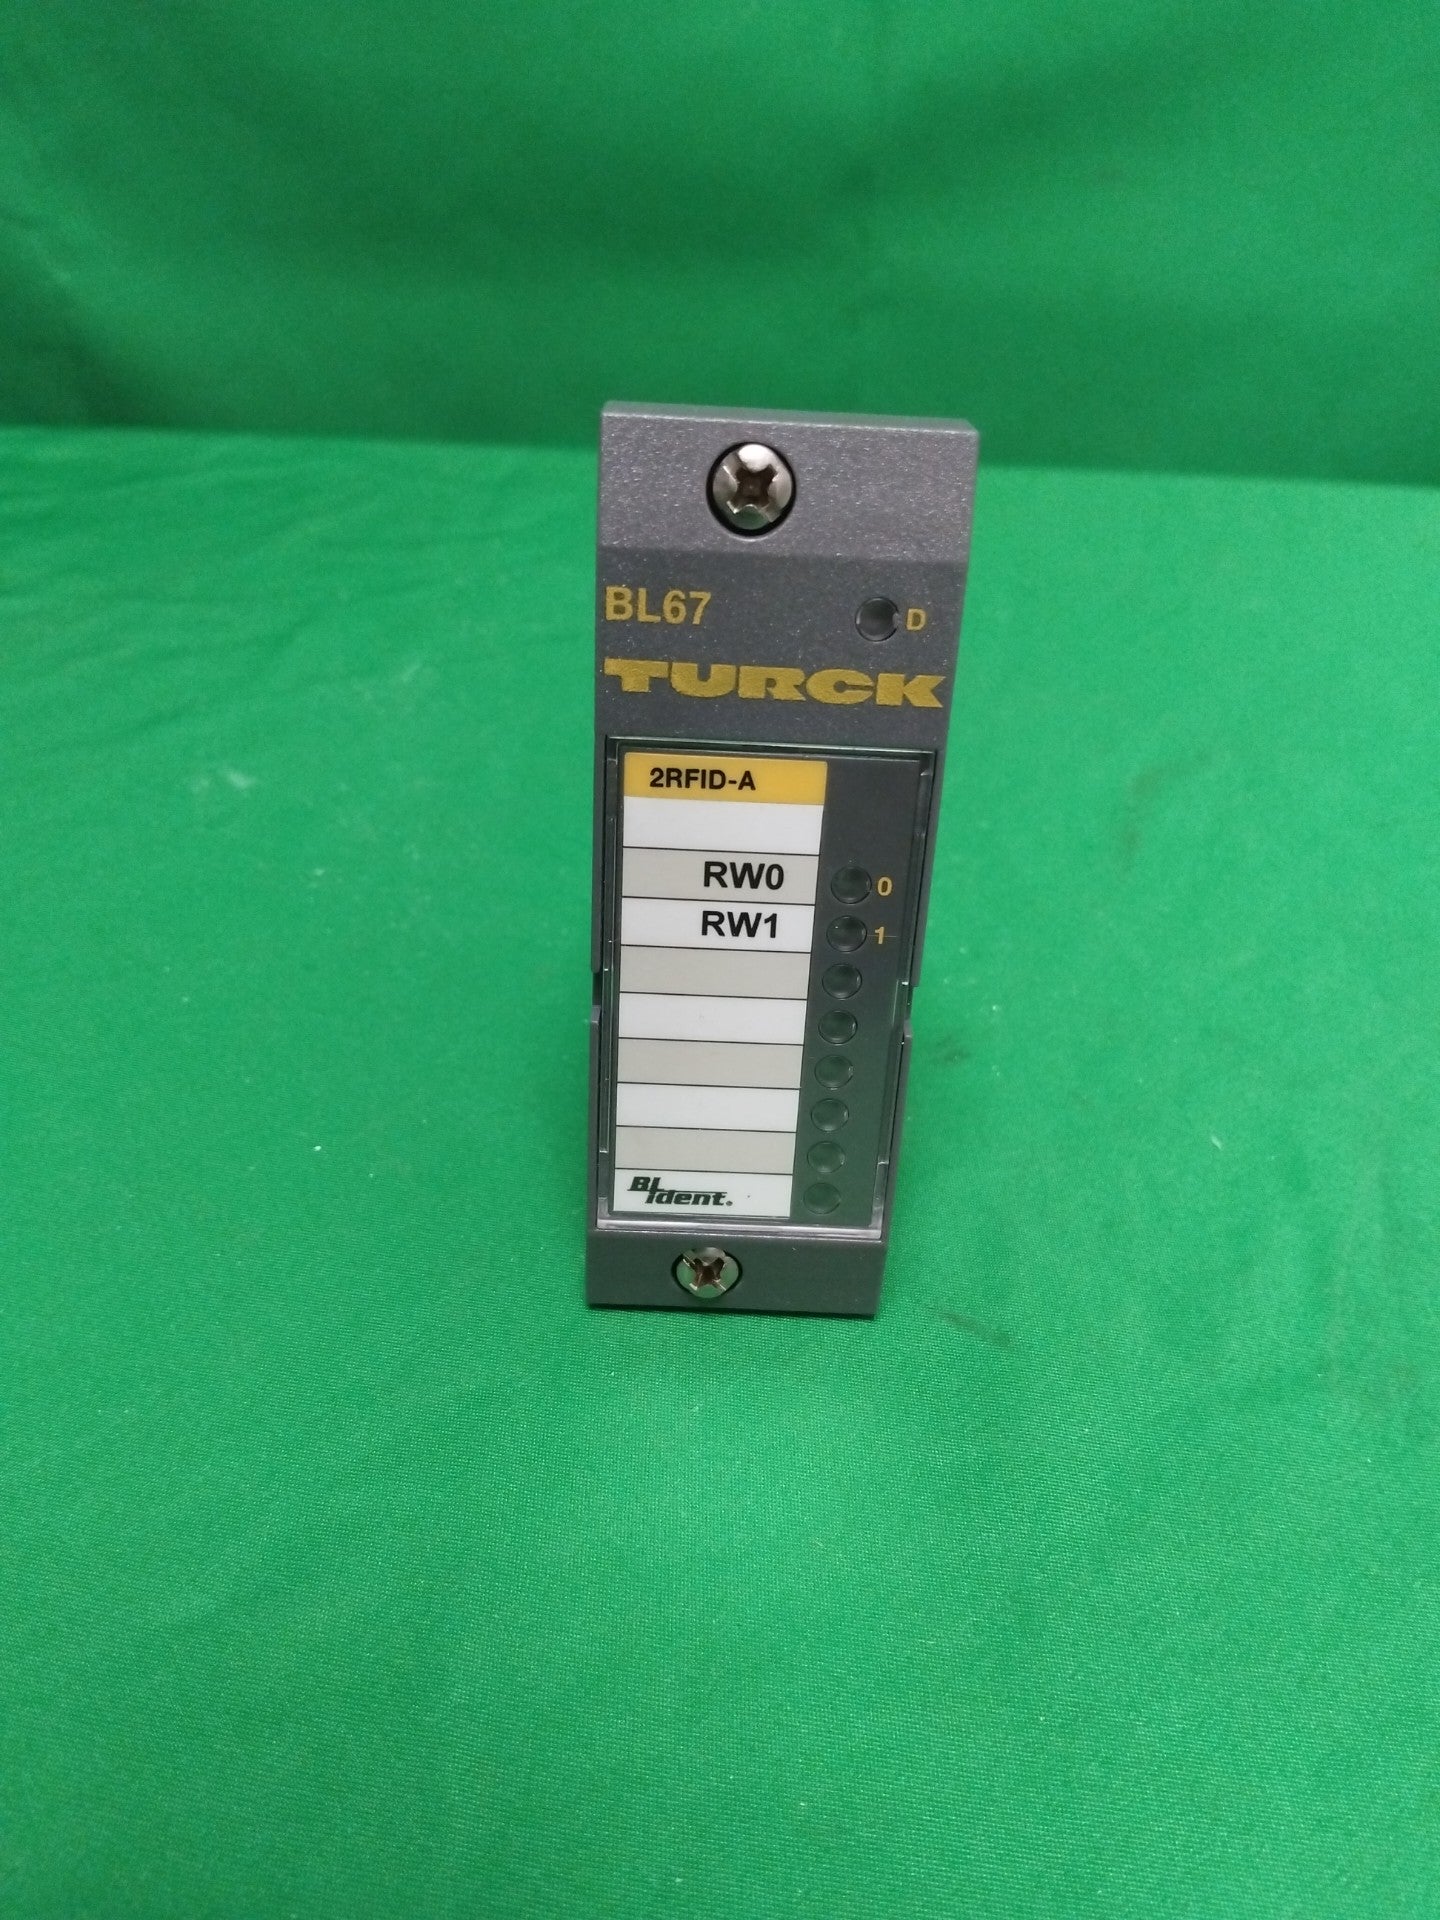 BL67 D
TURCK
2RFID-A
RW0 0
RW1 1
BL ident.